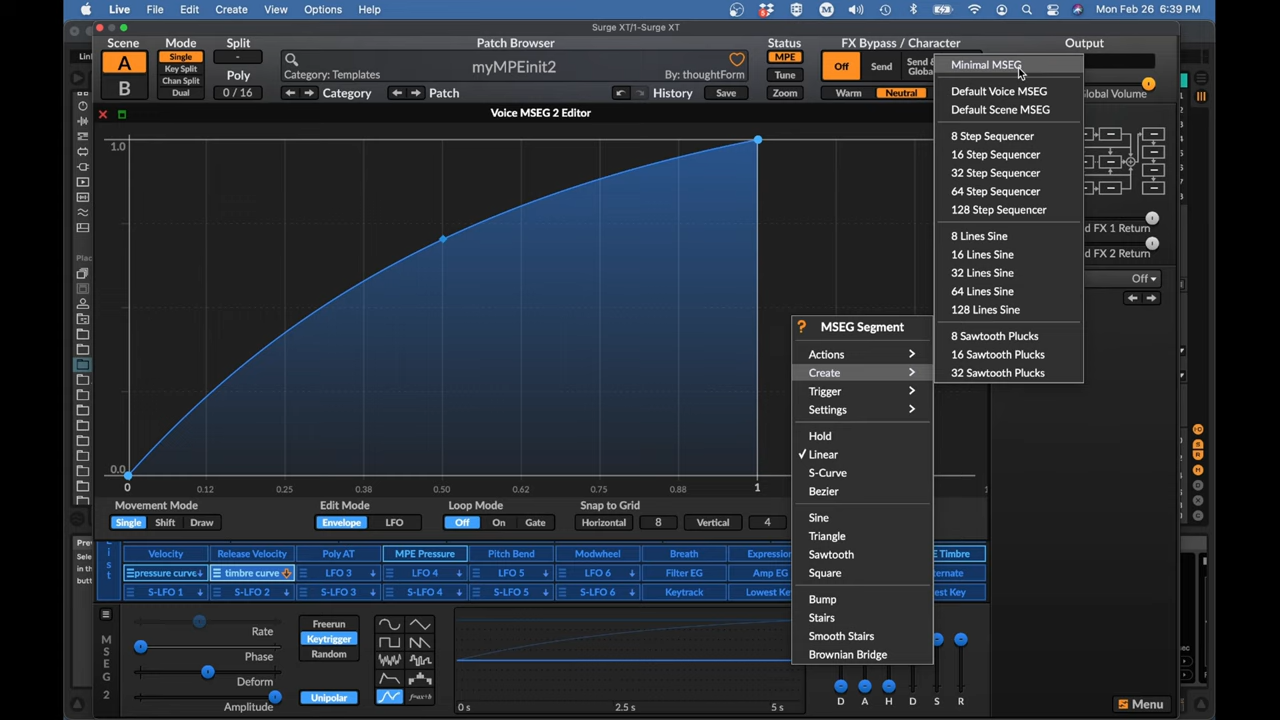 Live File Edit Create View Options Help
Mon Feb 26 6:39 PM
Surge XT/1-Surge XT
Scene
A
B
Mode
Single
Key Split
Chan Split
Dual
Split
-
Poly
0 / 16
Patch Browser
myMPEinit2
Category: Templates
By: thoughtForm
Category
Patch
History
Save
Status
MPE
Tune
Zoom
FX Bypass / Character
Off
Send
Send &
Global
Warm
Neutral
Output
Global Volume
Voice MSEG 2 Editor
1.0
0.0
0 0.12 0.25 0.38 0.50 0.62 0.75 0.88 1
Minimal MSEG
Default Voice MSEG
Default Scene MSEG
8 Step Sequencer
16 Step Sequencer
32 Step Sequencer
64 Step Sequencer
128 Step Sequencer
8 Lines Sine
16 Lines Sine
32 Lines Sine
64 Lines Sine
128 Lines Sine
8 Sawtooth Plucks
16 Sawtooth Plucks
32 Sawtooth Plucks
FX 1 Return
FX 2 Return
Off
? MSEG Segment
Actions
Create
Trigger
Settings
Hold
Linear
S-Curve
Bezier
Sine
Triangle
Sawtooth
Square
Bump
Stairs
Smooth Stairs
Brownian Bridge
Movement Mode
Single Shift Draw
Edit Mode
Envelope LFO
Loop Mode
Off On Gate
Snap to Grid
Horizontal 8 Vertical 4
List
Velocity Release Velocity Poly AT MPE Pressure Pitch Bend Modwheel Breath Expression
pressure curve timbre curve LFO 3 LFO 4 LFO 5 LFO 6 Filter EG Amp EG
S-LFO 1 S-LFO 2 S-LFO 3 S-LFO 4 S-LFO 5 S-LFO 6 Keytrack Lowest Key
MSEG 2
Rate
Phase
Deform
Amplitude
Freerun
Keytrigger
Random
Unipolar
0 s 2.5 s 5 s
D A H D S R
Menu